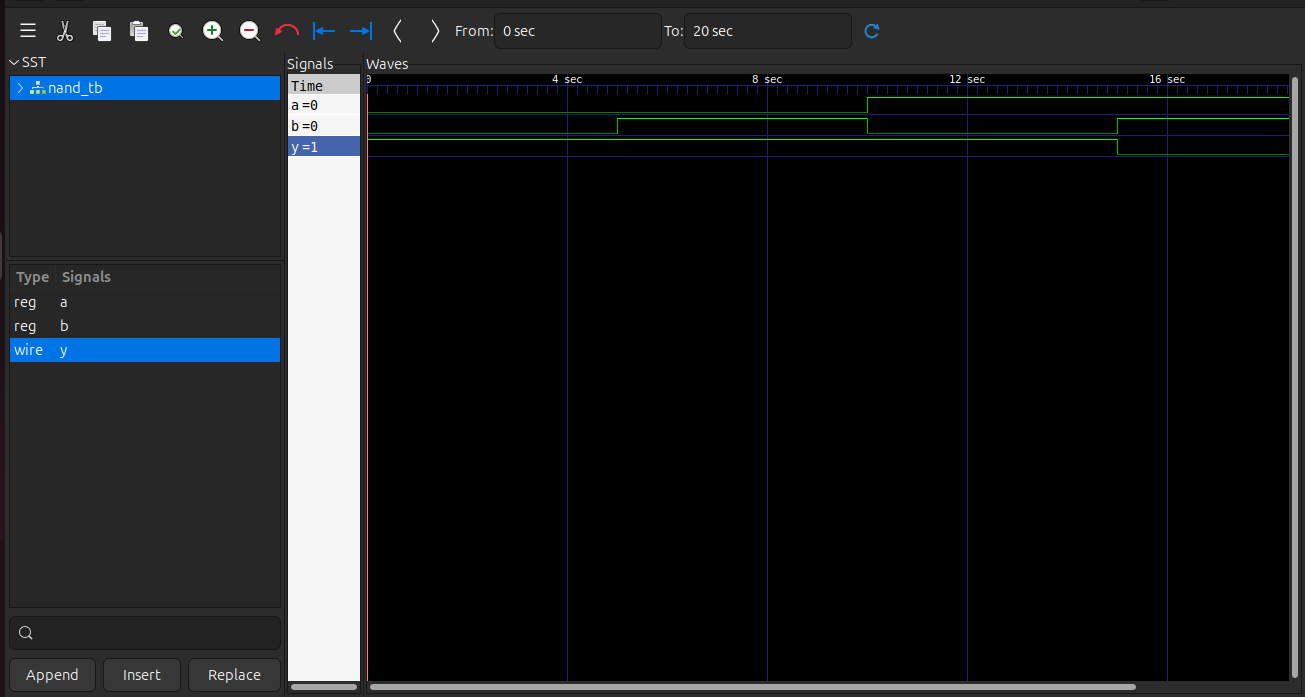 From: 0 sec To: 20 sec
SST
nand_tb
Type Signals
reg a
reg b
wire y
Append Insert Replace
Signals
Time
a =0
b =0
y =1
Waves
0 4 sec 8 sec 12 sec 16 sec